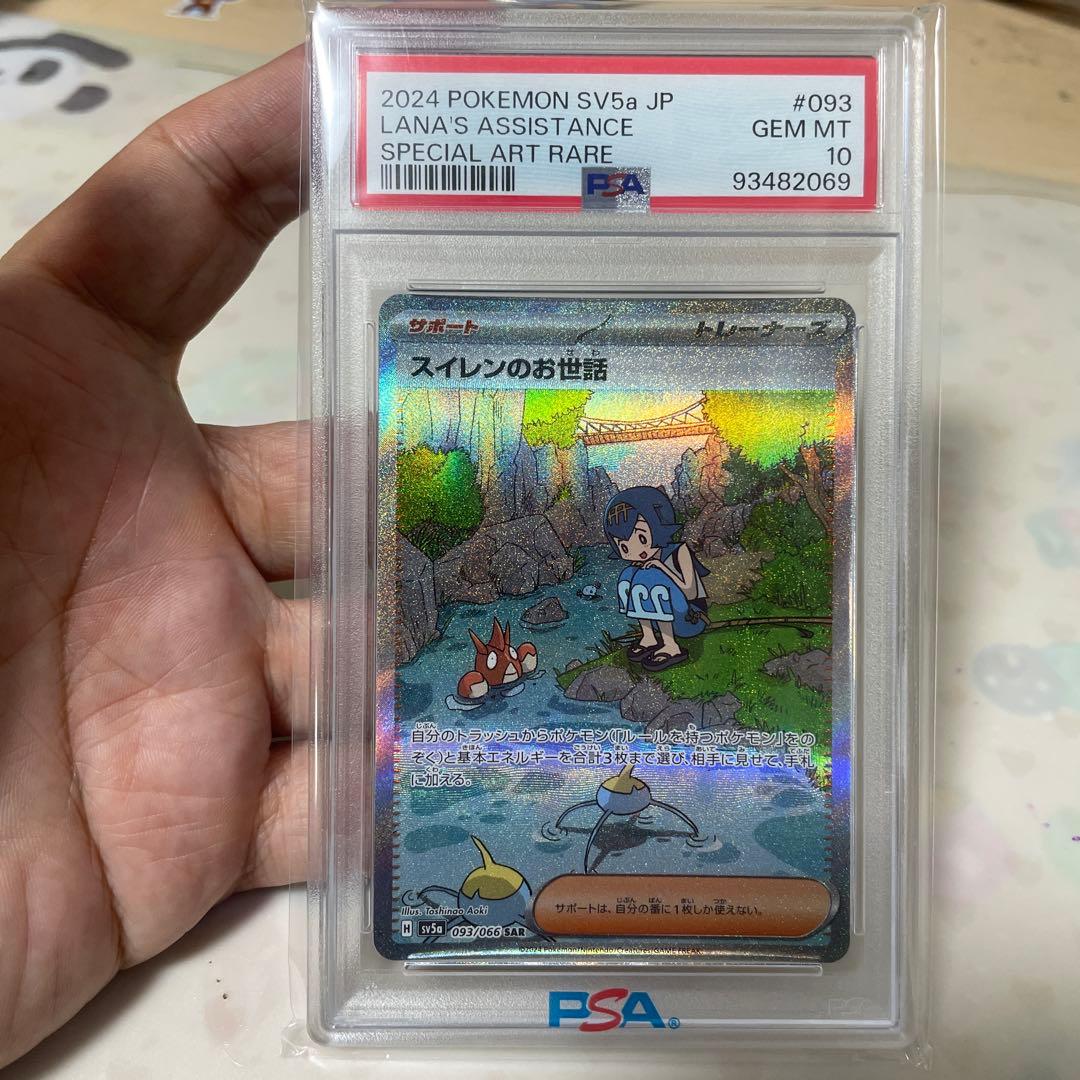 2024 POKEMON SV5a JP #093
LANA'S ASSISTANCE GEM MT
SPECIAL ART RARE 10
PSA 93482069
サポート トレーナーズ
スイレンのお世話
自分のトラッシュからポケモン(「ルールを持つポケモン」をの
ぞく)と基本エネルギーを合計3枚まで選び、相手に見せて、手札
に加える。
サポートは、自分の番に1枚しか使えない。
Illus. Toshinao Aoki
H sv5a 093/066 SAR
©2024 Pokémon/Nintendo/Creatures/GAME FREAK.
PSA®